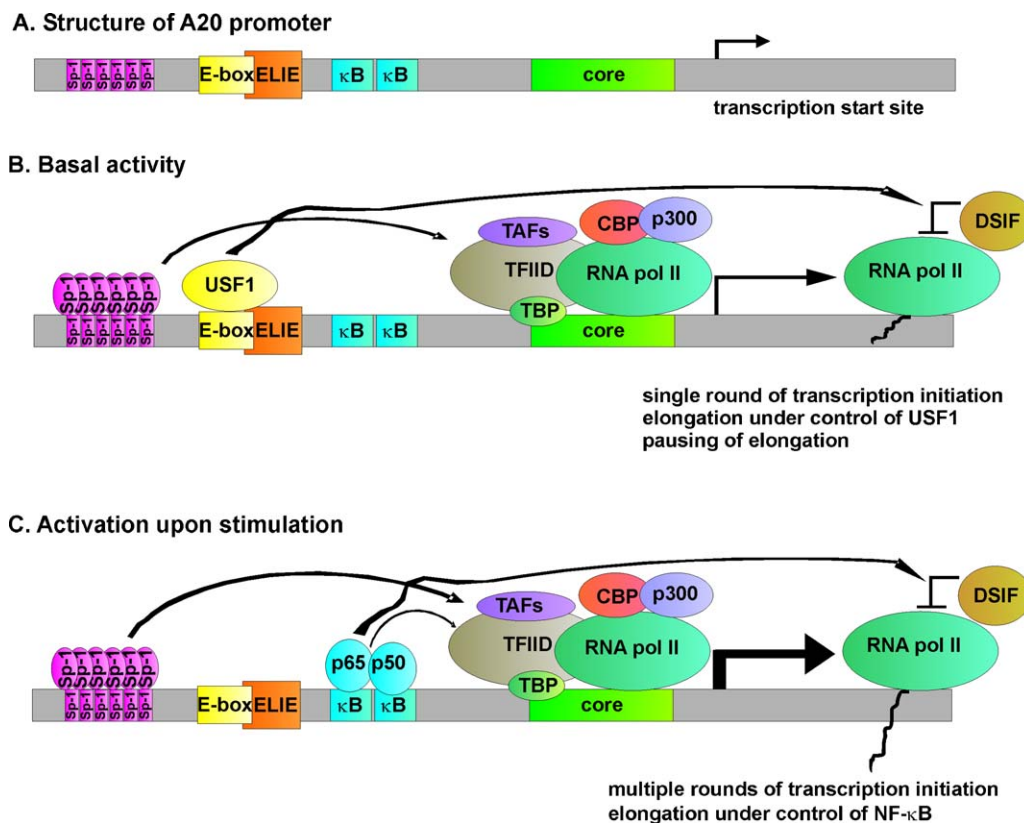 A. Structure of A20 promoter
Sp-1 Sp-1 Sp-1 Sp-1 Sp-1 Sp-1
E-box ELIE κB κB core
transcription start site
B. Basal activity
TAFs CBP p300 DSIF
TFIID RNA pol II RNA pol II
Sp-1 Sp-1 Sp-1 Sp-1 Sp-1 Sp-1 USF1
TBP
Sp-1 Sp-1 Sp-1 Sp-1 Sp-1 Sp-1 E-box ELIE κB κB core
single round of transcription initiation
elongation under control of USF1
pausing of elongation
C. Activation upon stimulation
TAFs CBP p300 DSIF
TFIID RNA pol II RNA pol II
Sp-1 Sp-1 Sp-1 Sp-1 Sp-1 Sp-1 p65 p50
TBP
Sp-1 Sp-1 Sp-1 Sp-1 Sp-1 Sp-1 E-box ELIE κB κB core
multiple rounds of transcription initiation
elongation under control of NF-κB